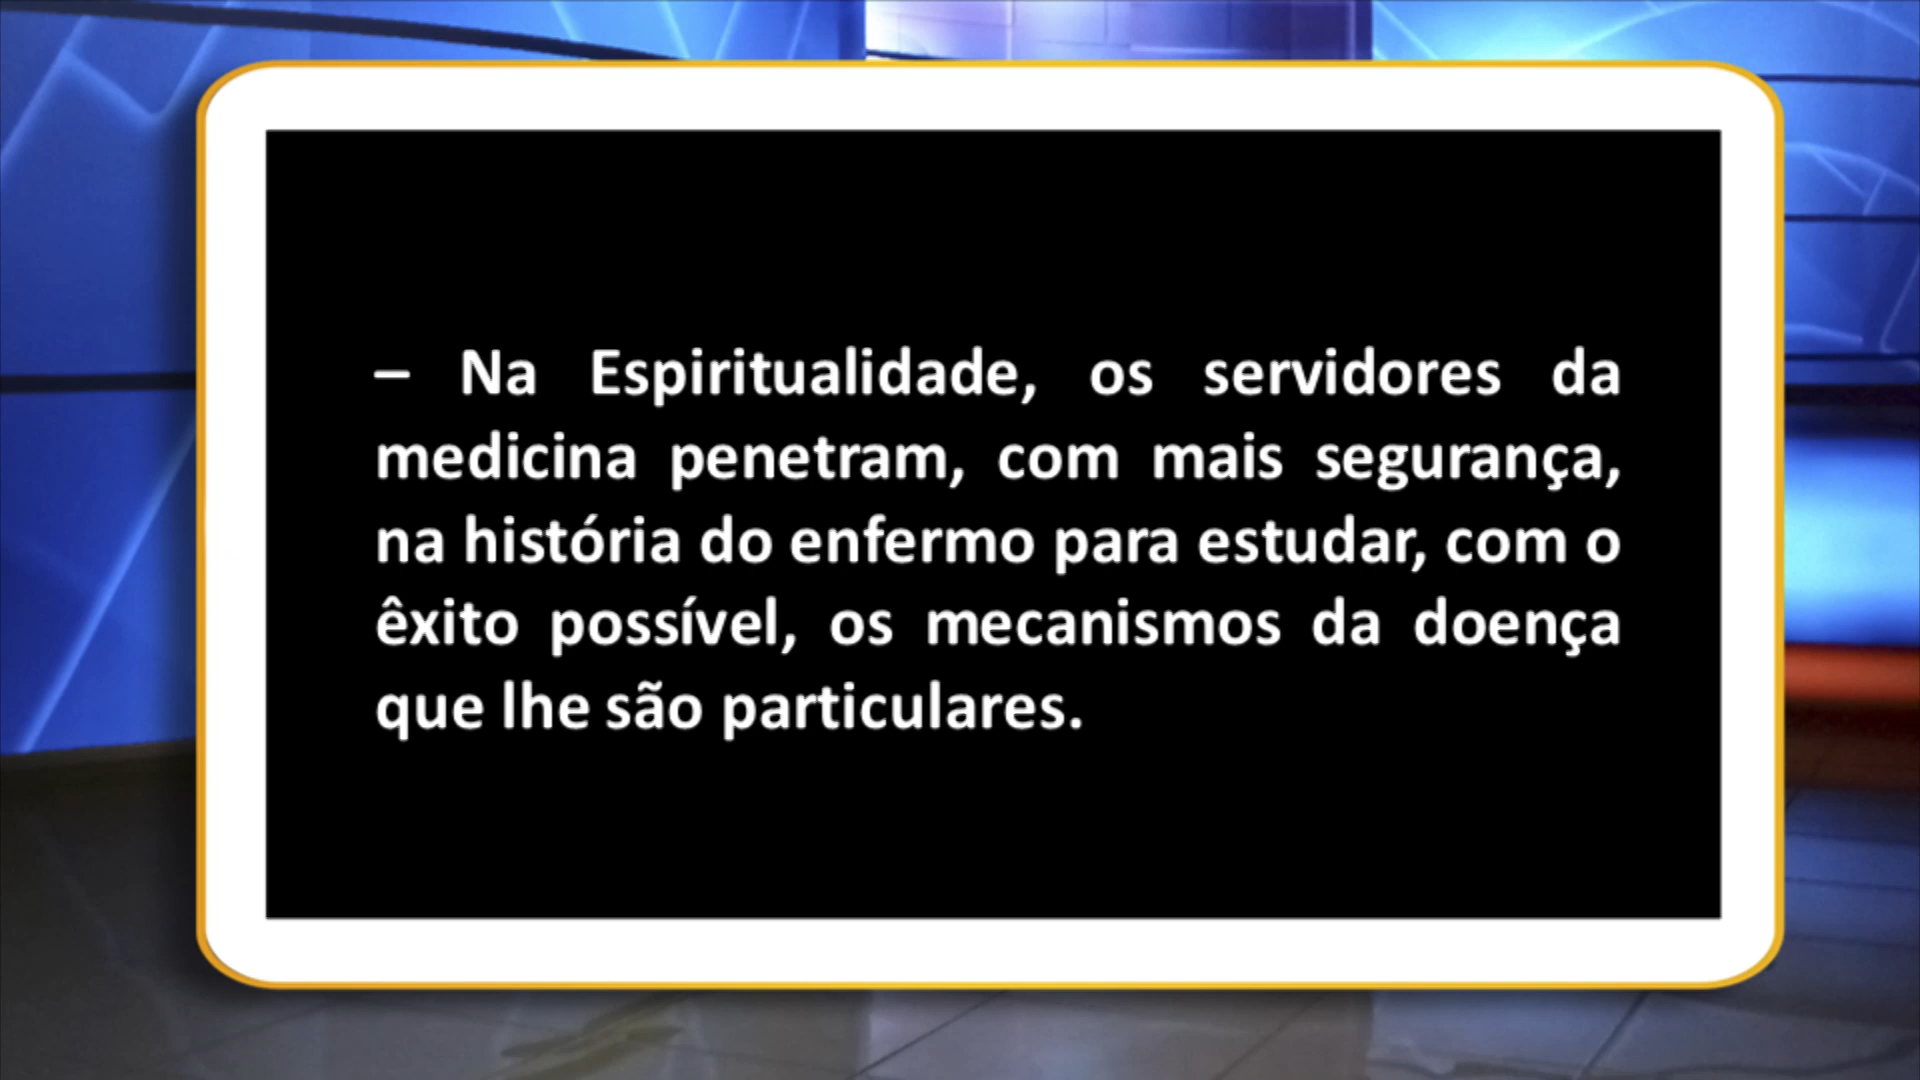 – Na Espiritualidade, os servidores da
medicina penetram, com mais segurança,
na história do enfermo para estudar, com o
êxito possível, os mecanismos da doença
que lhe são particulares.